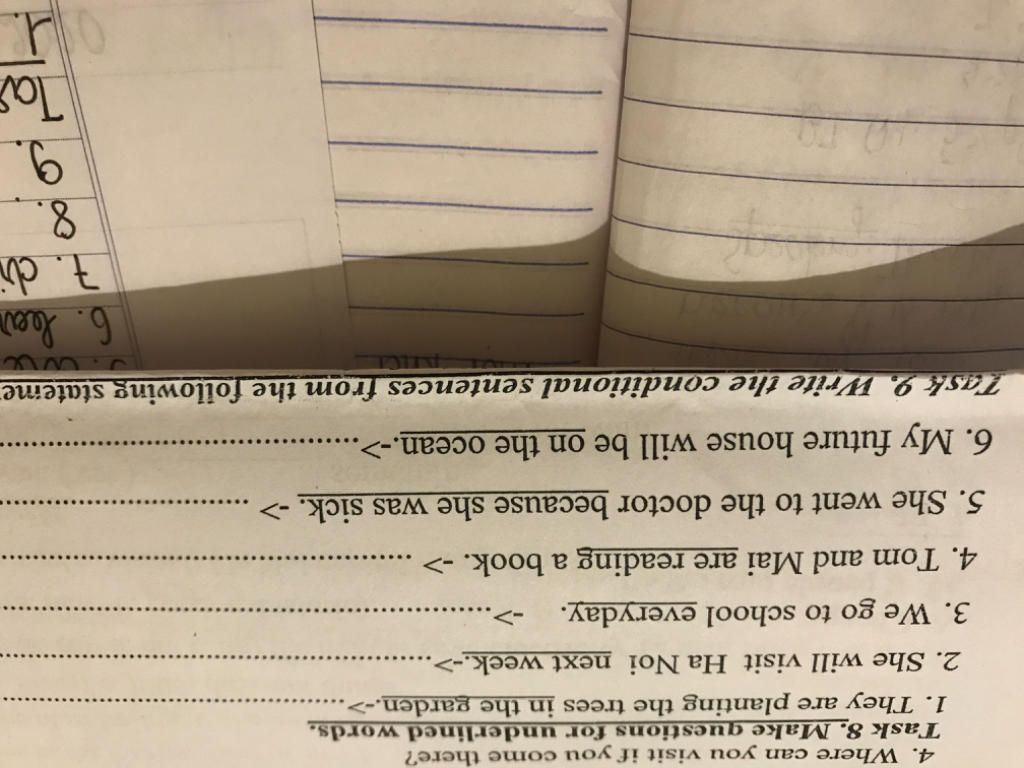 4. Where can you visit if you come there?
Task 8. Make questions for underlined words.
1. They are planting the trees in the garden.->
2. She will visit Ha Noi next week.->
3. We go to school everyday. ->
4. Tom and Mai are reading a book. ->
5. She went to the doctor because she was sick. ->
6. My future house will be on the ocean.->
Task 9. Write the conditional sentences from the following
6.
7.
8.
9.
1.